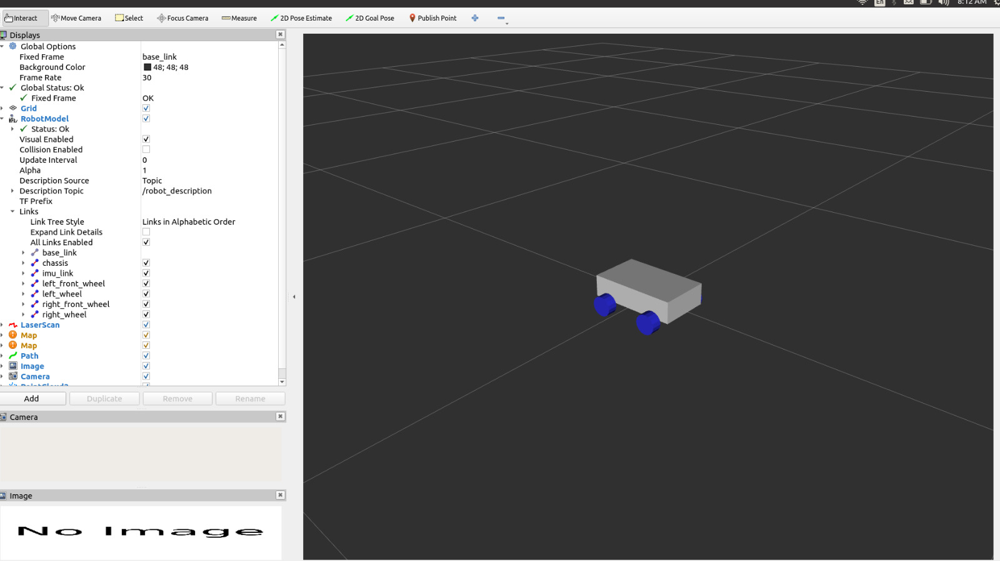 En 8:12 AM
Interact Move Camera Select Focus Camera Measure 2D Pose Estimate 2D Goal Pose Publish Point
Displays
Global Options
Fixed Frame base_link
Background Color 48; 48; 48
Frame Rate 30
Global Status: Ok
Fixed Frame OK
Grid
RobotModel
Status: Ok
Visual Enabled
Collision Enabled
Update Interval 0
Alpha 1
Description Source Topic
Description Topic /robot_description
TF Prefix
Links
Link Tree Style Links in Alphabetic Order
Expand Link Details
All Links Enabled
base_link
chassis
imu_link
left_front_wheel
left_wheel
right_front_wheel
right_wheel
LaserScan
Map
Map
Path
Image
Camera
PointCloud2
Add Duplicate Remove Rename
Camera
Image
No Image